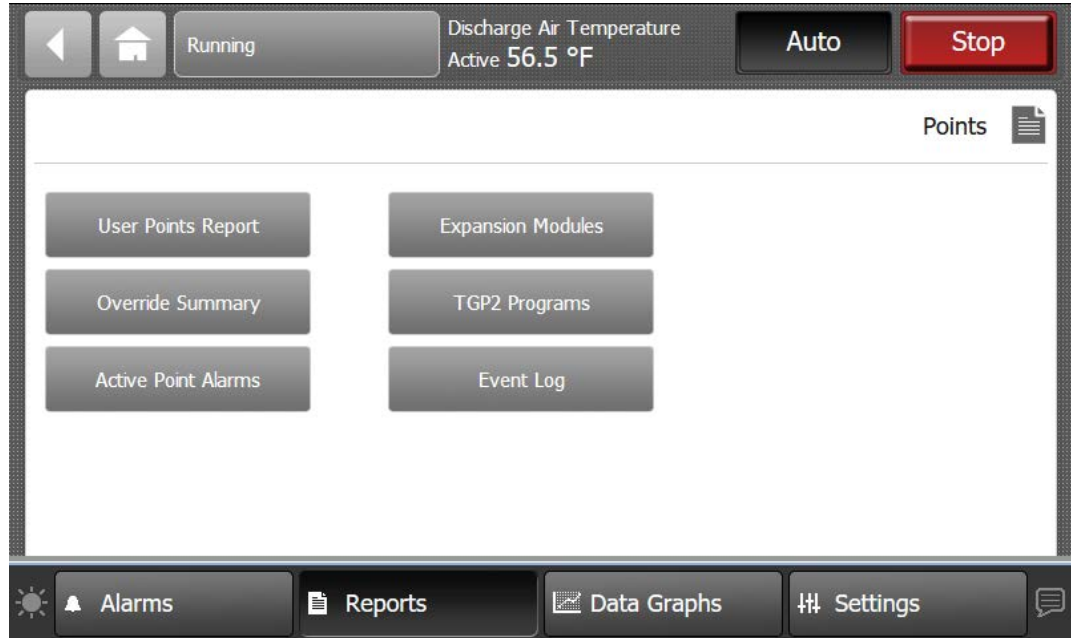 Running
Discharge Air Temperature
Active 56.5 °F
Auto
Stop
Points
User Points Report
Expansion Modules
Override Summary
TGP2 Programs
Active Point Alarms
Event Log
Alarms
Reports
Data Graphs
Settings